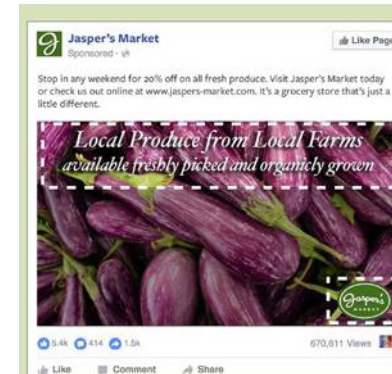 Jasper's Market
Sponsored ·
Like Page
Stop in any weekend for 20% off on all fresh produce. Visit Jasper's Market today
or check us out online at www.jaspers-market.com. It's a grocery store that's just a
little different.
Local Produce from Local Farms
available freshly picked and organicly grown
Jasper's
MARKET
5.4k 414 1.5k
670,611 Views
Like Comment Share